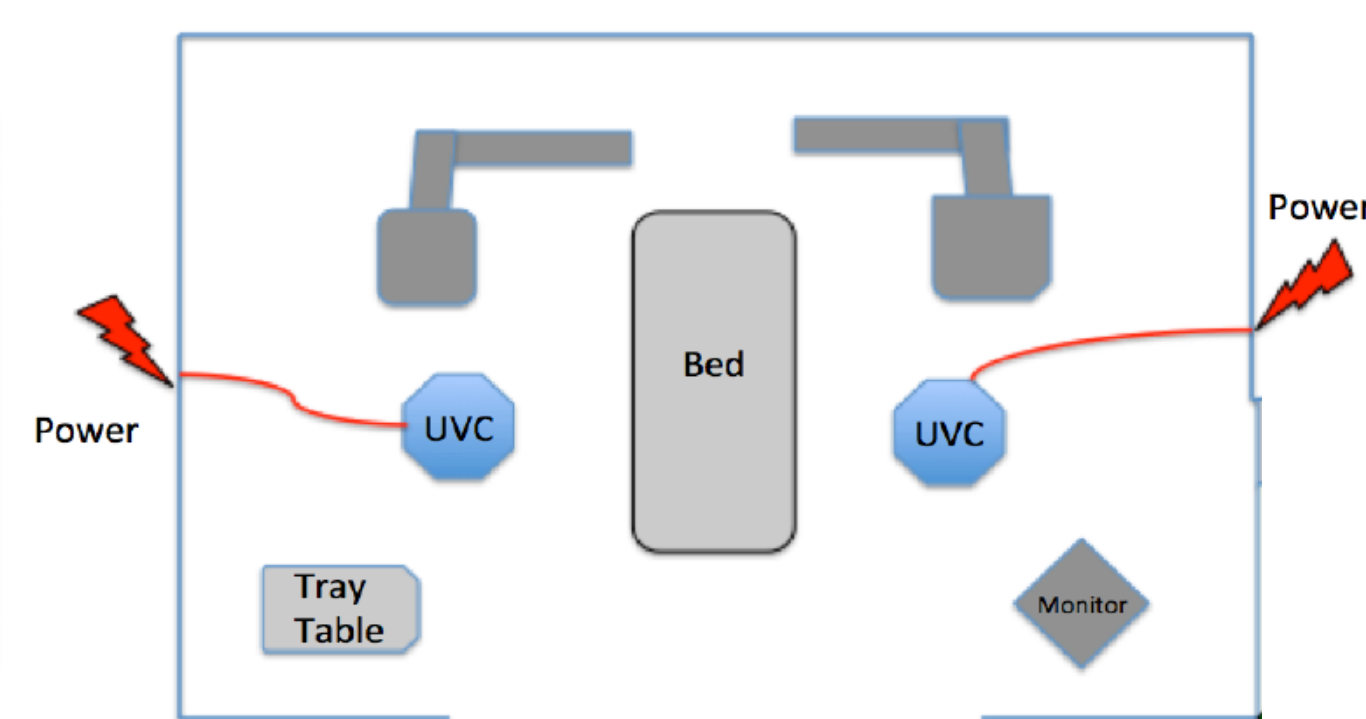 Power
Bed
Power
UVC
UVC
Tray
Table
Monitor